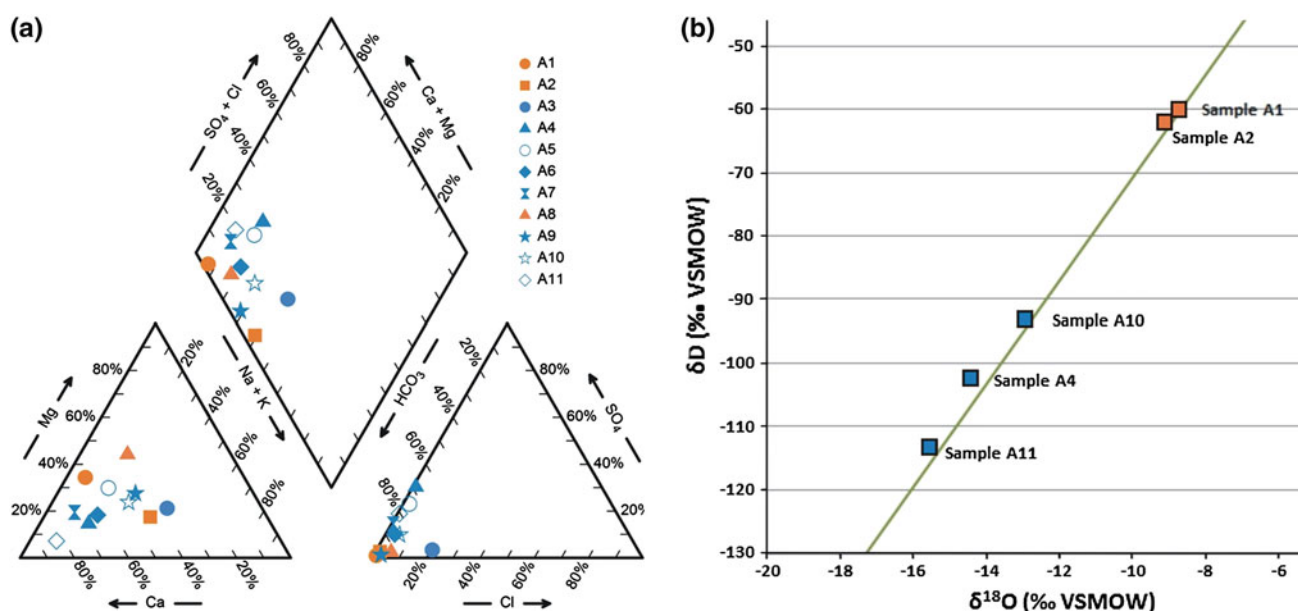 (a)
80%
80%
60%
60%
SO4 + Cl
Ca + Mg
40%
40%
20%
20%
A1
A2
A3
A4
A5
A6
A7
A8
A9
A10
A11
Mg
80%
60%
40%
20%
20%
40%
60%
80%
Na + K
80%
60%
40%
20%
Ca
HCO3
20%
40%
60%
80%
SO4
80%
60%
40%
20%
20%
40%
60%
80%
Cl
(b)
δD (‰ VSMOW)
-50
-60
-70
-80
-90
-100
-110
-120
-130
Sample A1
Sample A2
Sample A10
Sample A4
Sample A11
-20
-18
-16
-14
-12
-10
-8
-6
δ18O (‰ VSMOW)